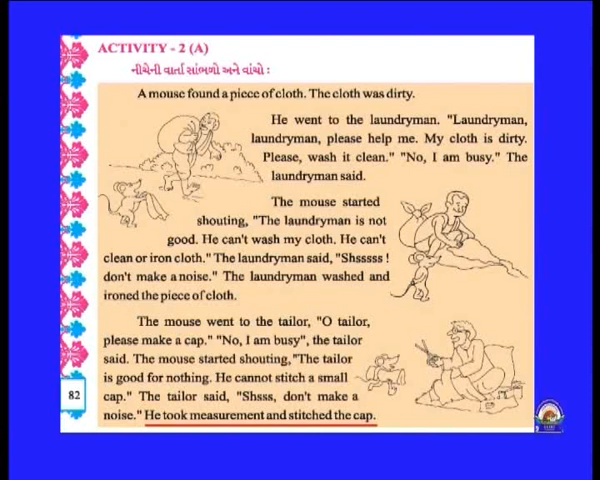 ACTIVITY - 2 (A)
નીચેની વાર્તા સાંભળો અને વાંચો :
A mouse found a piece of cloth. The cloth was dirty.
He went to the laundryman. "Laundryman,
laundryman, please help me. My cloth is dirty.
Please, wash it clean." "No, I am busy." The
laundryman said.
The mouse started
shouting, "The laundryman is not
good. He can't wash my cloth. He can't
clean or iron cloth." The laundryman said, "Shsssss !
don't make a noise." The laundryman washed and
ironed the piece of cloth.
The mouse went to the tailor, "O tailor,
please make a cap." "No, I am busy", the tailor
said. The mouse started shouting, "The tailor
is good for nothing. He cannot stitch a small
cap." The tailor said, "Shsss, don't make a
noise." He took measurement and stitched the cap.
82